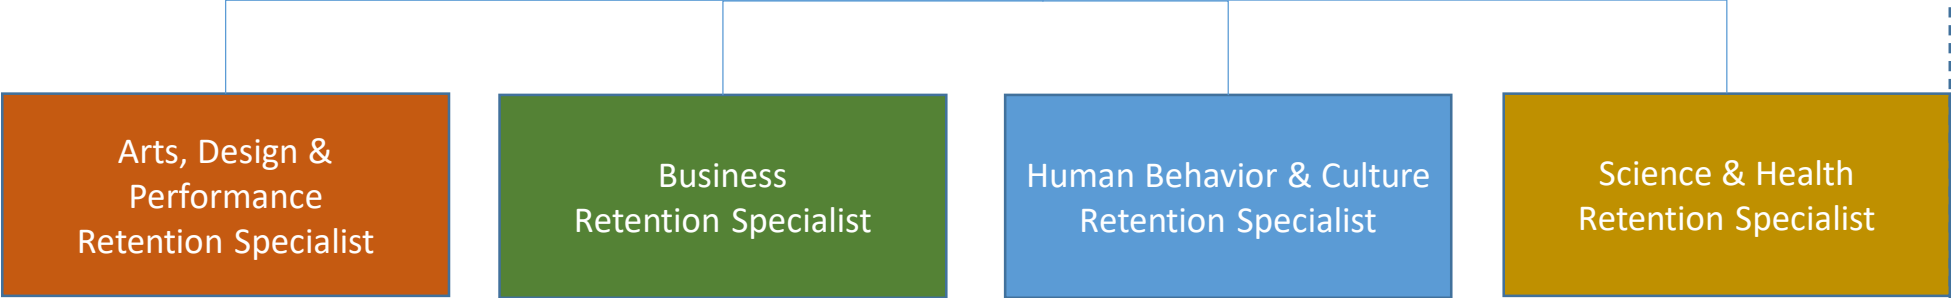 Arts, Design &
Performance
Retention Specialist
Business
Retention Specialist
Human Behavior & Culture
Retention Specialist
Science & Health
Retention Specialist